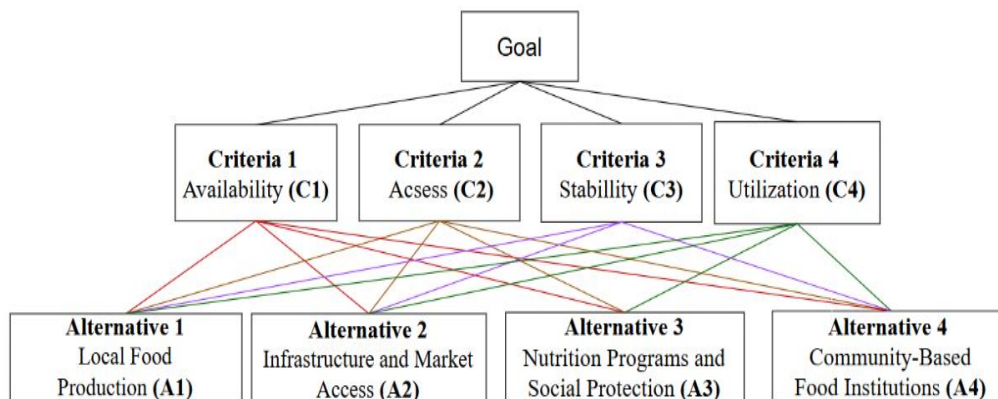 Goal
Criteria 1
Availability (C1)
Criteria 2
Acsess (C2)
Criteria 3
Stabillity (C3)
Criteria 4
Utilization (C4)
Alternative 1
Local Food
Production (A1)
Alternative 2
Infrastructure and Market
Access (A2)
Alternative 3
Nutrition Programs and
Social Protection (A3)
Alternative 4
Community-Based
Food Institutions (A4)